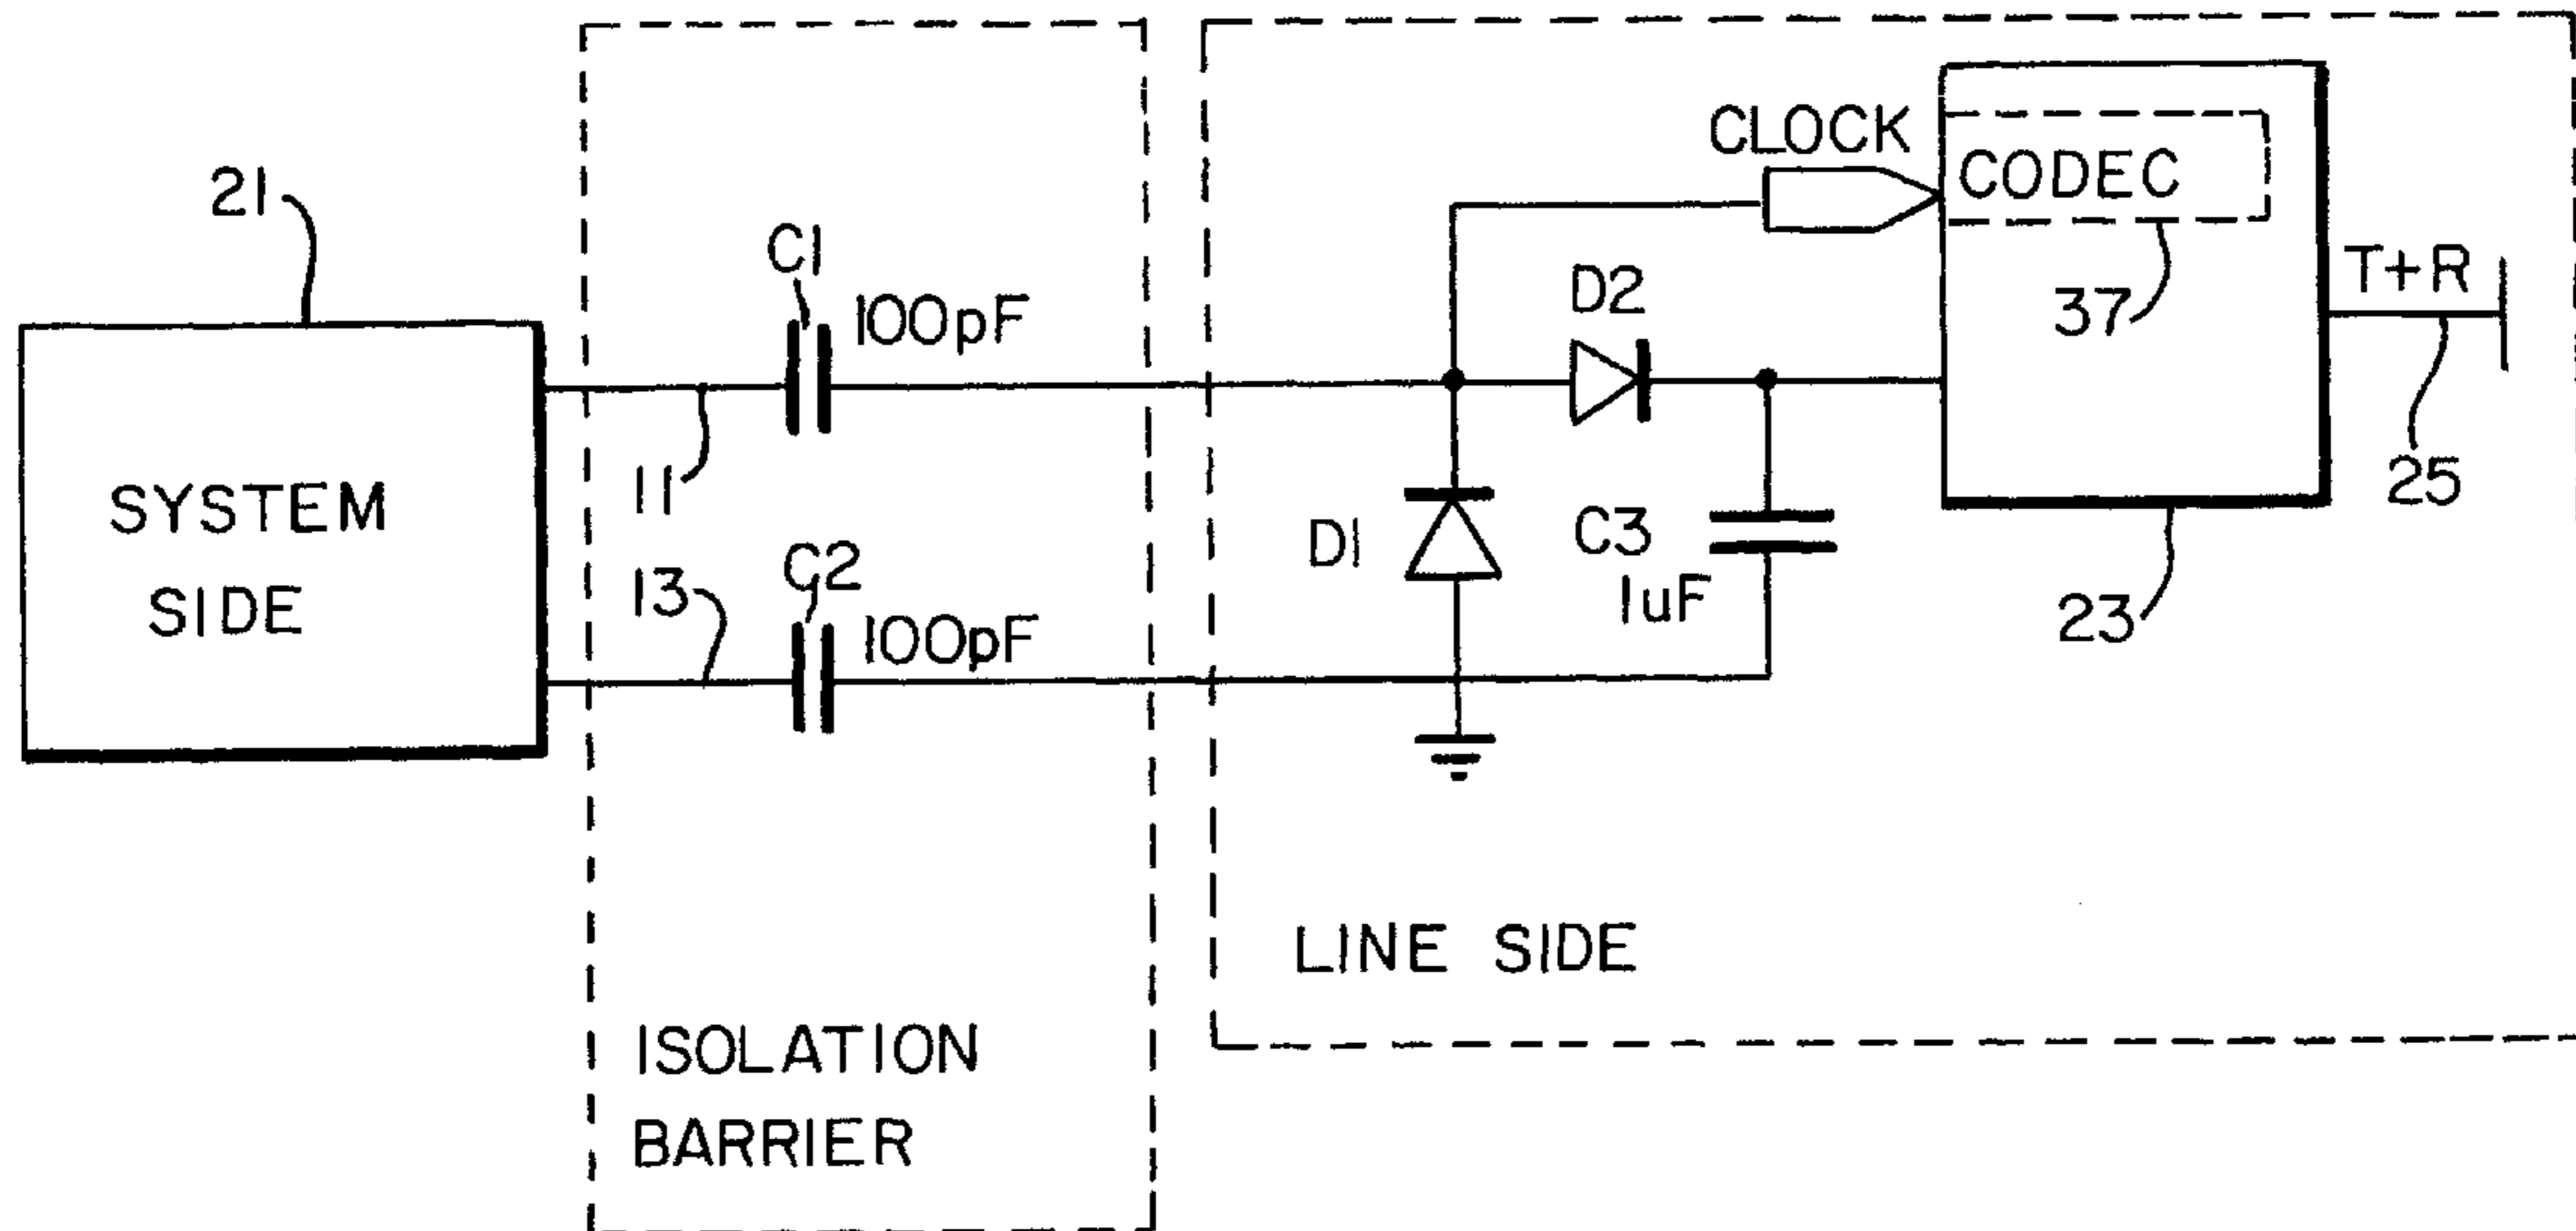 21
SYSTEM
SIDE
C1
100pF
11
C2
13
100pF
ISOLATION
BARRIER
CLOCK
CODEC
37
T+R
25
D2
D1
C3
1uF
23
LINE SIDE